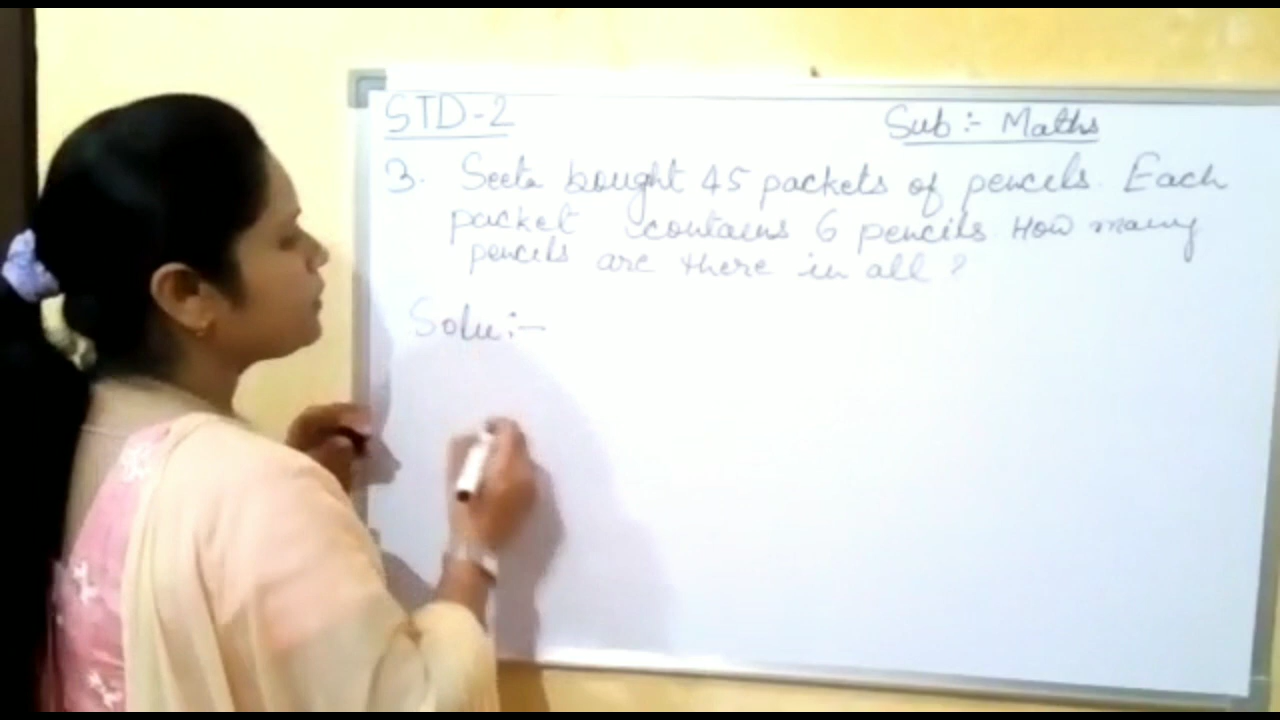 STD-2
Sub :- Maths
3. Seeta bought 45 packets of pencils. Each
packet contains 6 pencils. How many
pencils are there in all ?
Solu :-